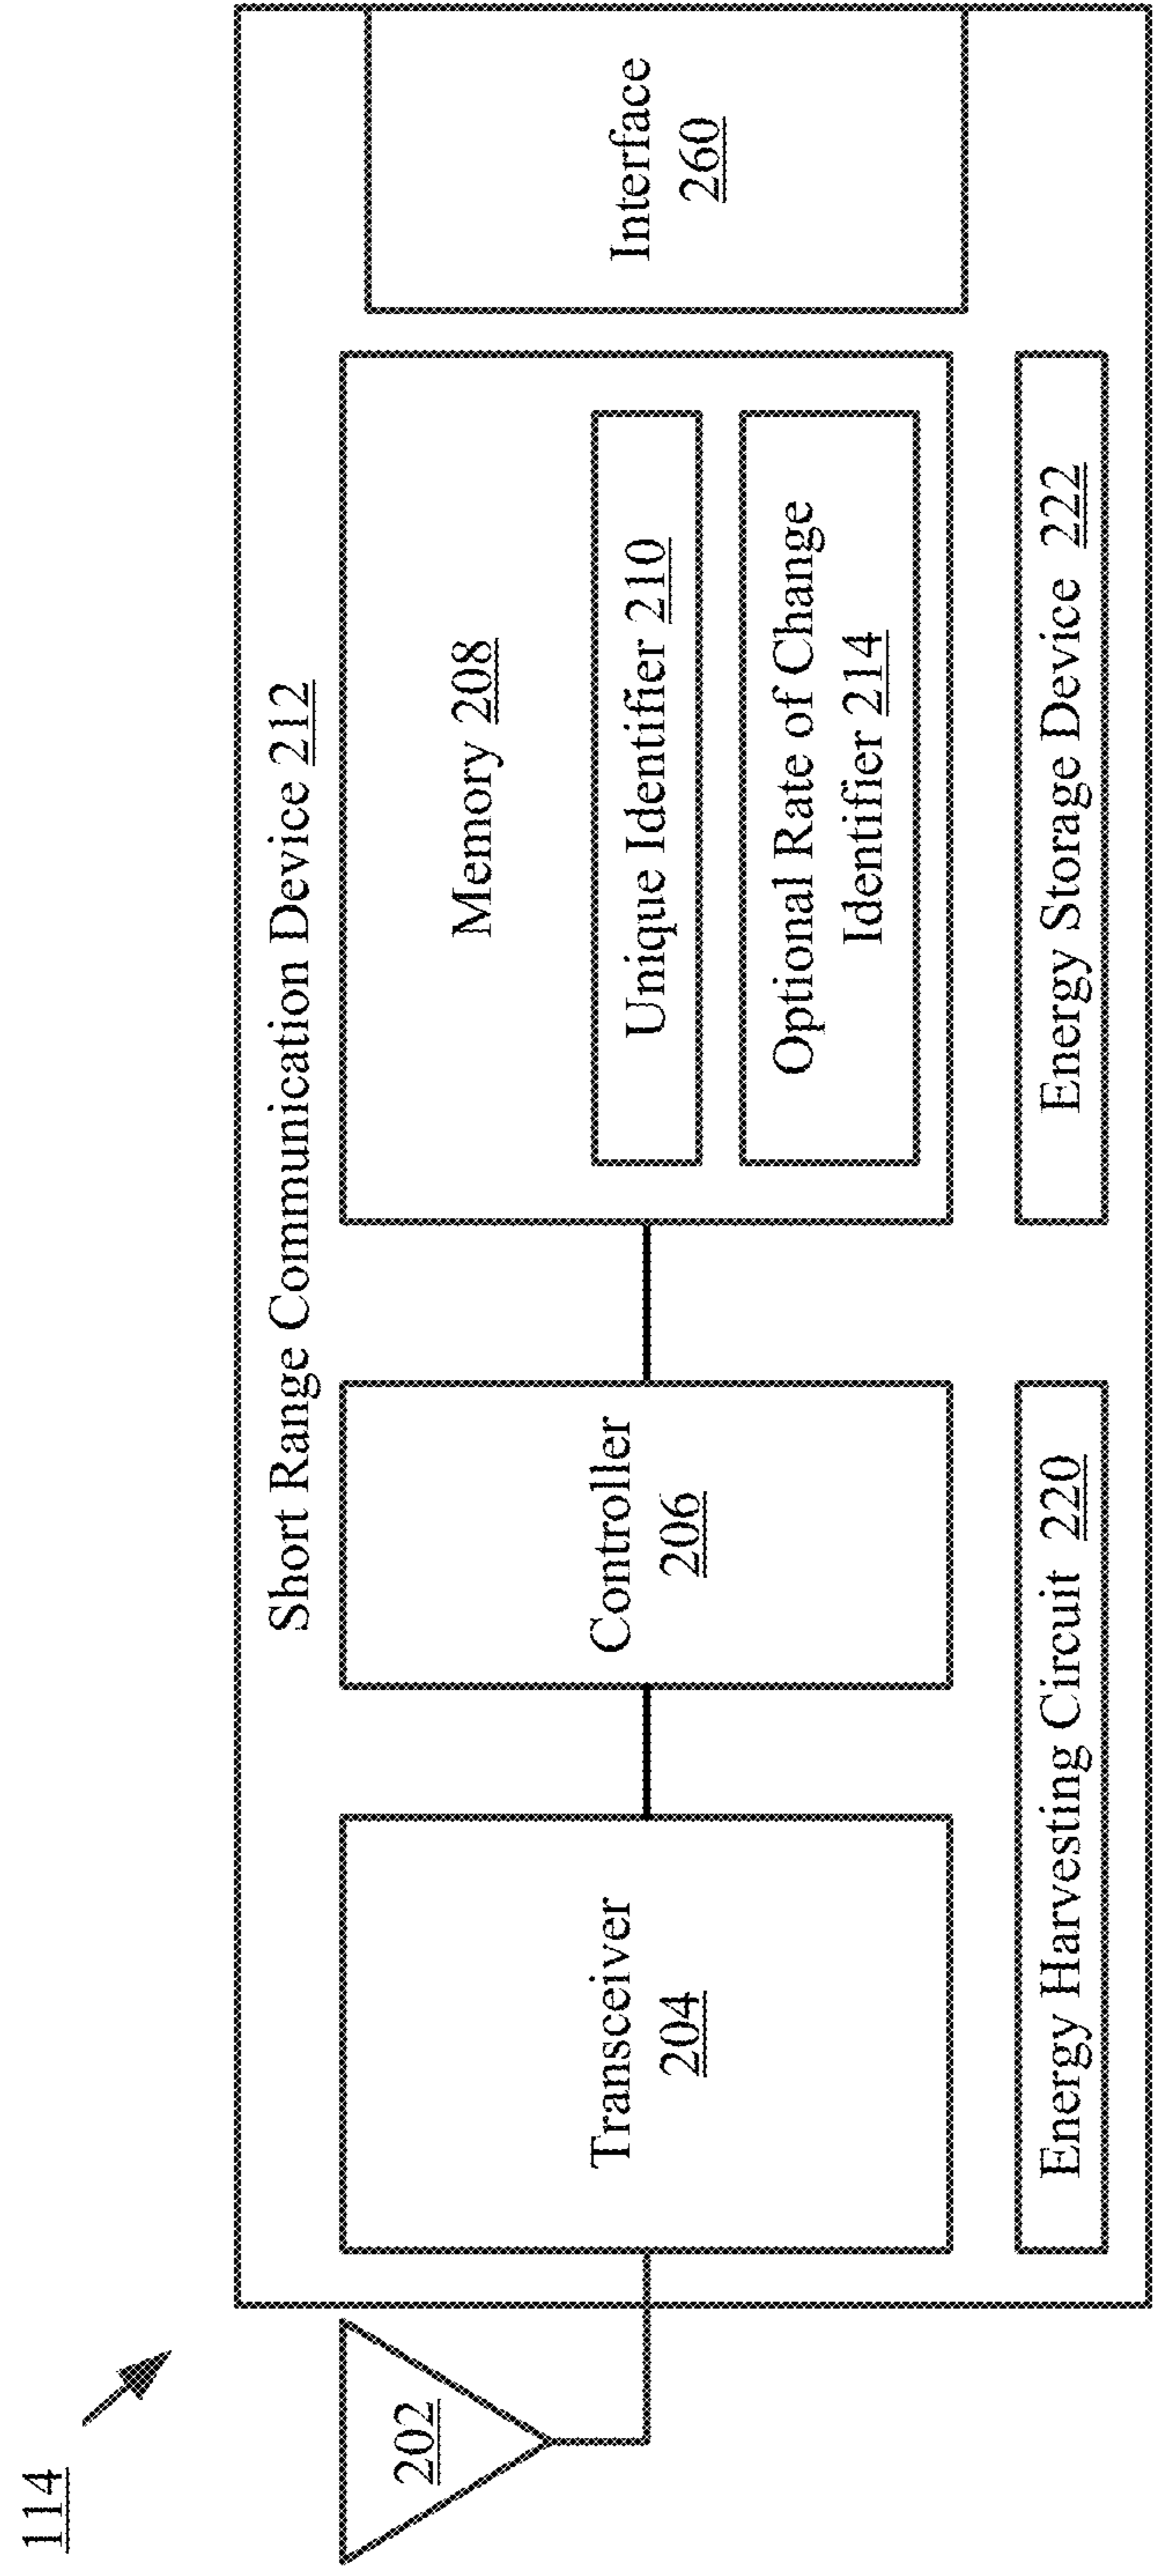 114
202
Short Range Communication Device 212
Transceiver
204
Controller
206
Memory 208
Unique Identifier 210
Optional Rate of Change
Identifier 214
Interface
260
Energy Harvesting Circuit 220
Energy Storage Device 222